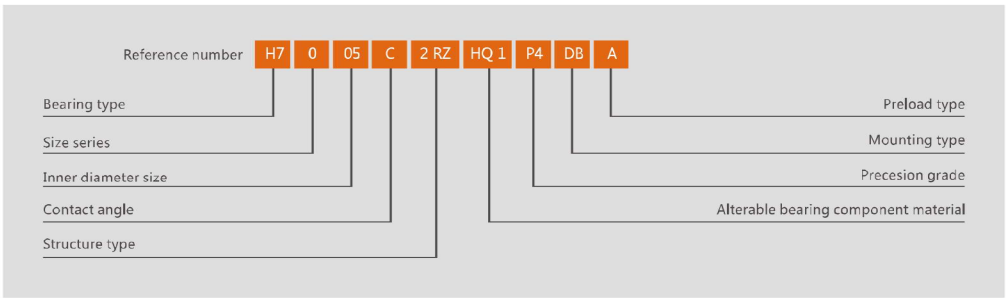 Reference number H7 0 05 C 2 RZ HQ 1 P4 DB A
Bearing type
Size series
Inner diameter size
Contact angle
Structure type
Preload type
Mounting type
Precesion grade
Alterable bearing component material